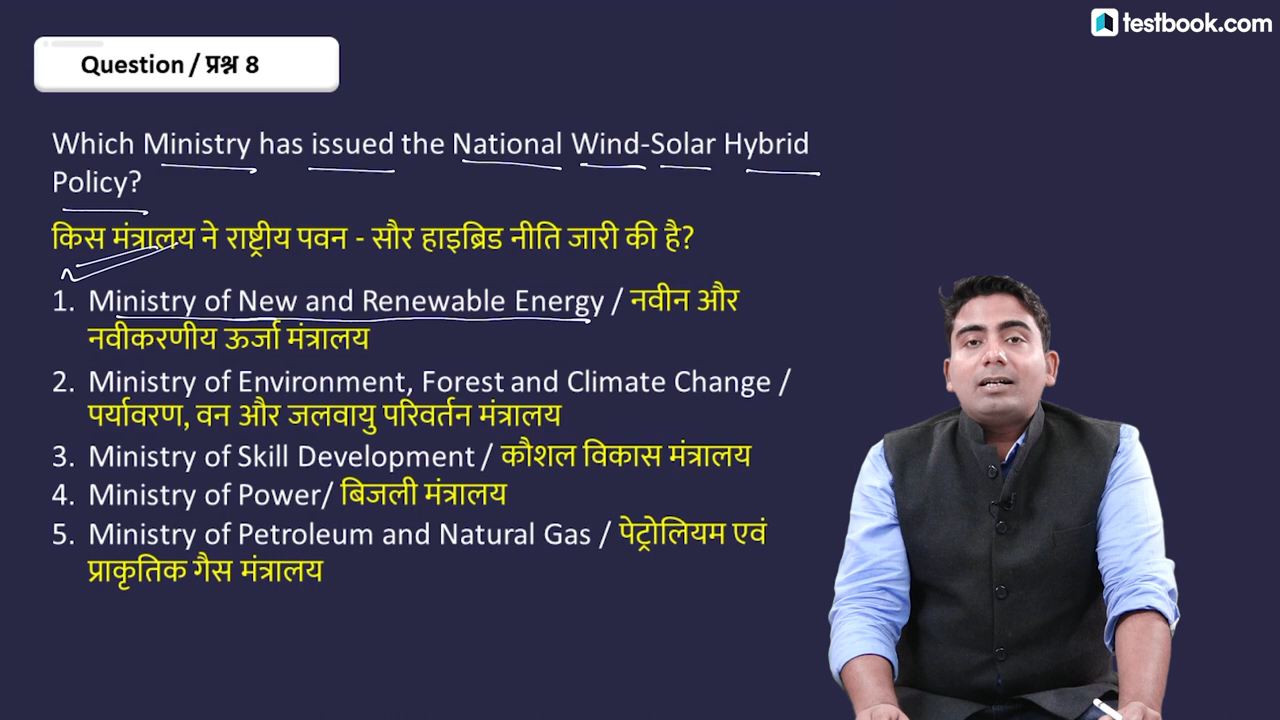 testbook.com
Question / प्रश्न 8
Which Ministry has issued the National Wind-Solar Hybrid
Policy?
किस मंत्रालय ने राष्ट्रीय पवन - सौर हाइब्रिड नीति जारी की है?
1. Ministry of New and Renewable Energy / नवीन और
नवीकरणीय ऊर्जा मंत्रालय
2. Ministry of Environment, Forest and Climate Change /
पर्यावरण, वन और जलवायु परिवर्तन मंत्रालय
3. Ministry of Skill Development / कौशल विकास मंत्रालय
4. Ministry of Power/ बिजली मंत्रालय
5. Ministry of Petroleum and Natural Gas / पेट्रोलियम एवं
प्राकृतिक गैस मंत्रालय